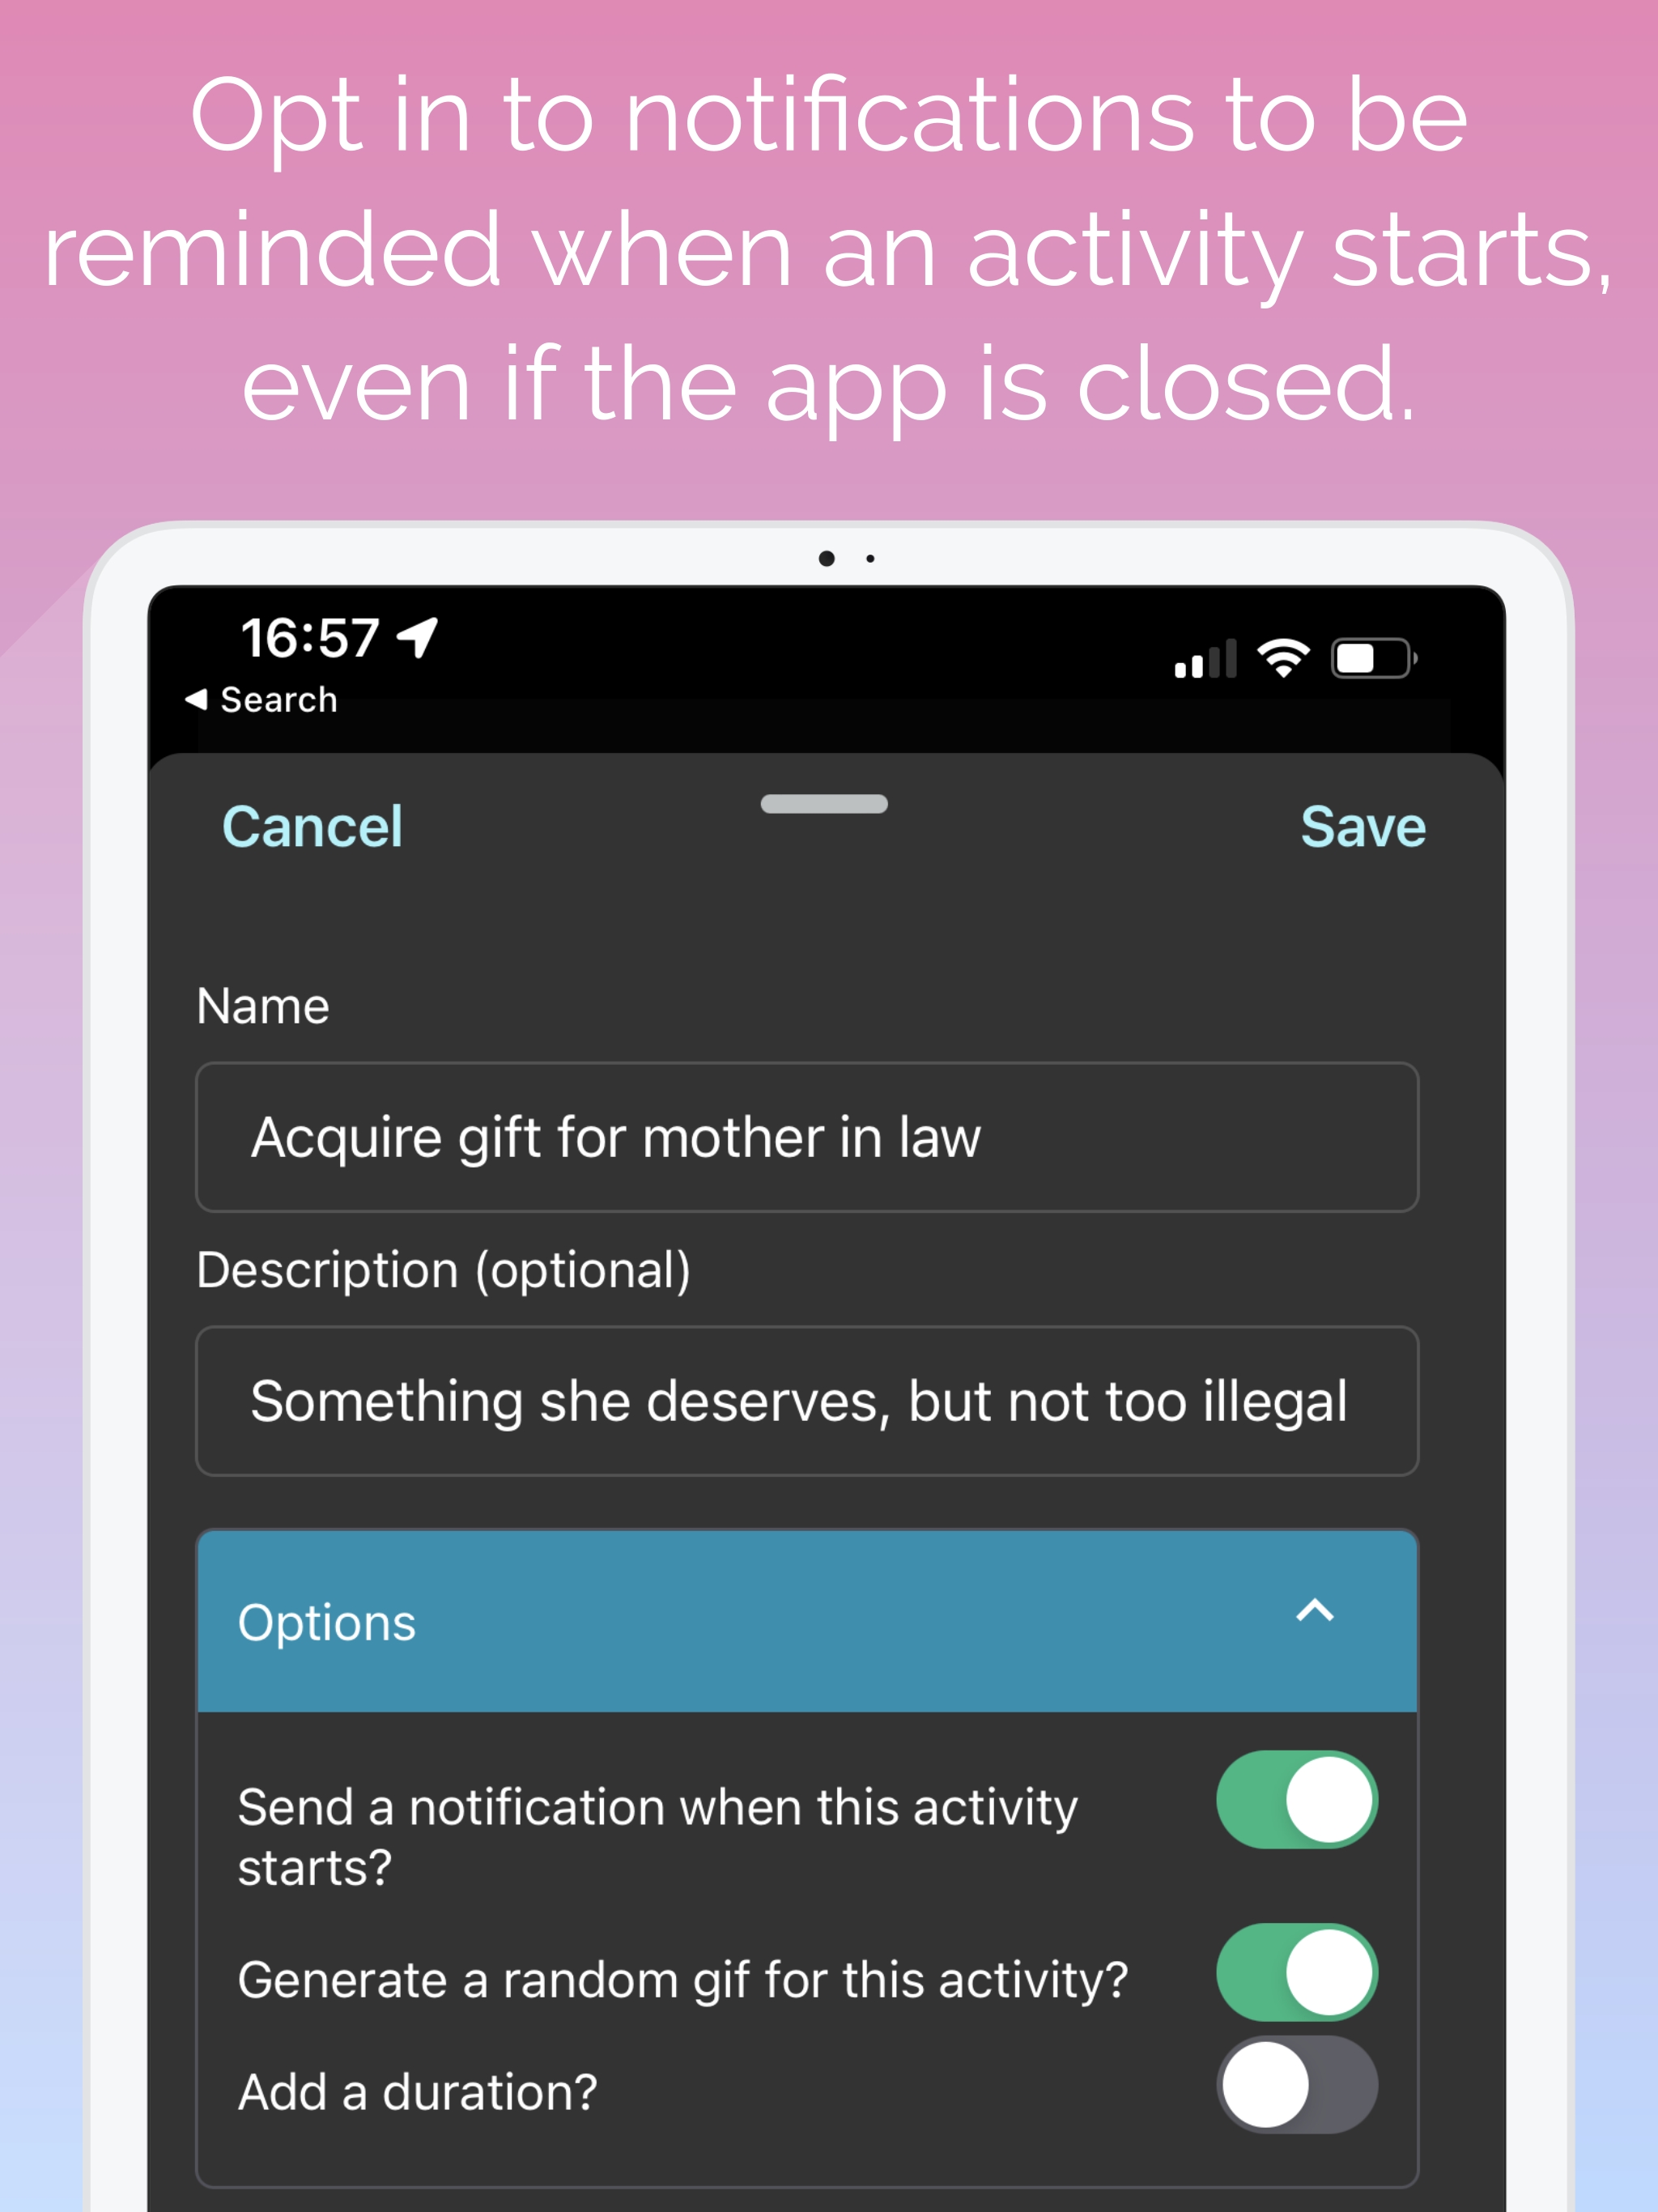 Opt in to notifications to be
reminded when an activity starts,
even if the app is closed.
16:57
Search
Cancel
Save
Name
Acquire gift for mother in law
Description (optional)
Something she deserves, but not too illegal
Options
Send a notification when this activity
starts?
Generate a random gif for this activity?
Add a duration?